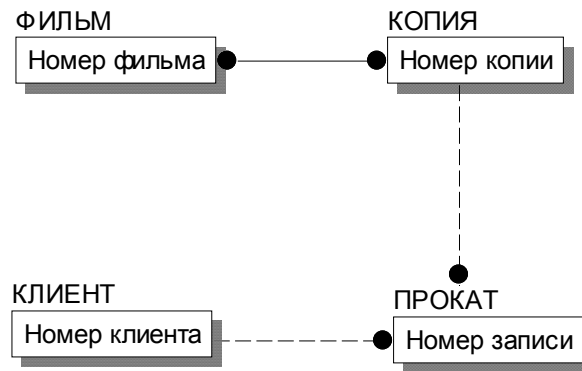 ФИЛЬМ
Номер фильма
КОПИЯ
Номер копии
КЛИЕНТ
Номер клиента
ПРОКАТ
Номер записи